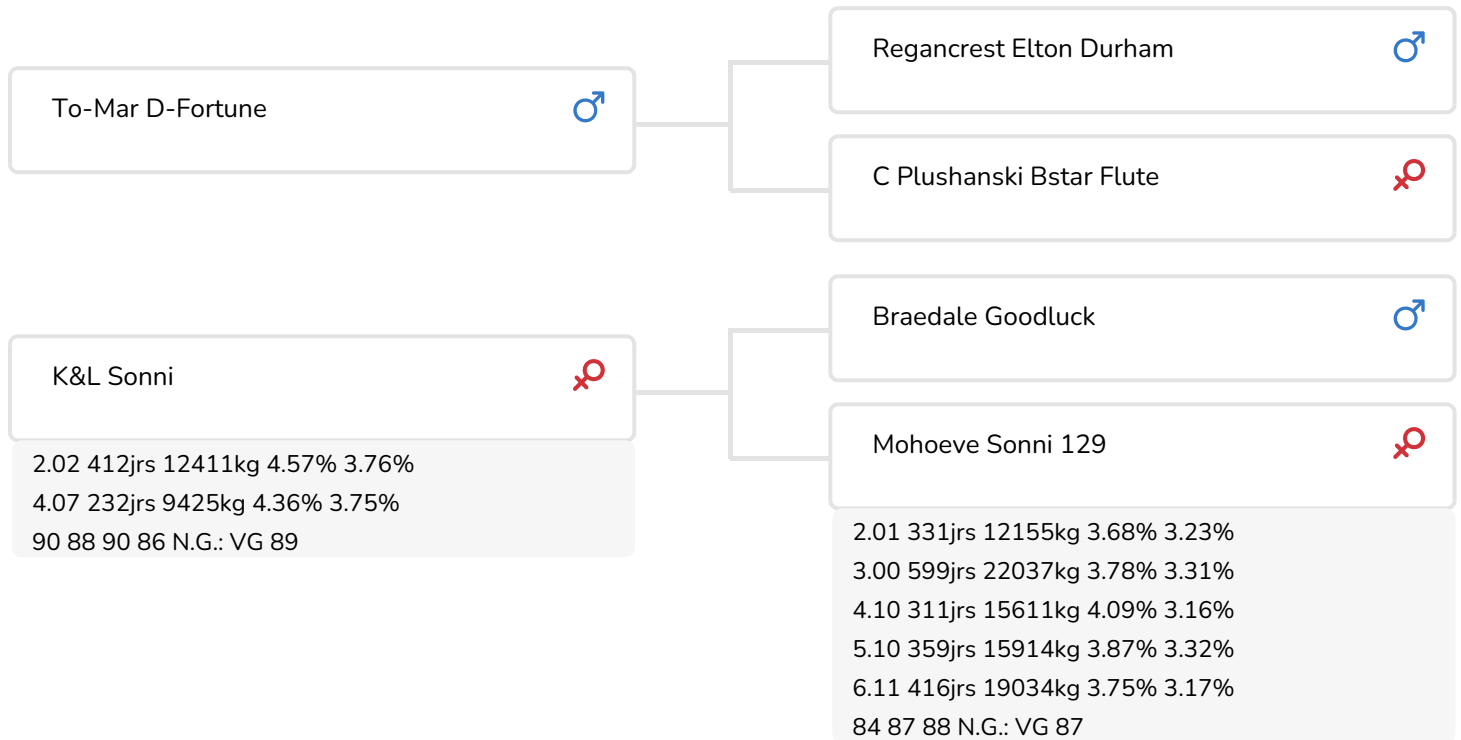 To-Mar D-Fortune
Regancrest Elton Durham
C Plushanski Bstar Flute
K&L Sonni
2.02 412jrs 12411kg 4.57% 3.76%
4.07 232jrs 9425kg 4.36% 3.75%
90 88 90 86 N.G.: VG 89
Braedale Goodluck
Mohoeve Sonni 129
2.01 331jrs 12155kg 3.68% 3.23%
3.00 599jrs 22037kg 3.78% 3.31%
4.10 311jrs 15611kg 4.09% 3.16%
5.10 359jrs 15914kg 3.87% 3.32%
6.11 416jrs 19034kg 3.75% 3.17%
84 87 88 N.G.: VG 87